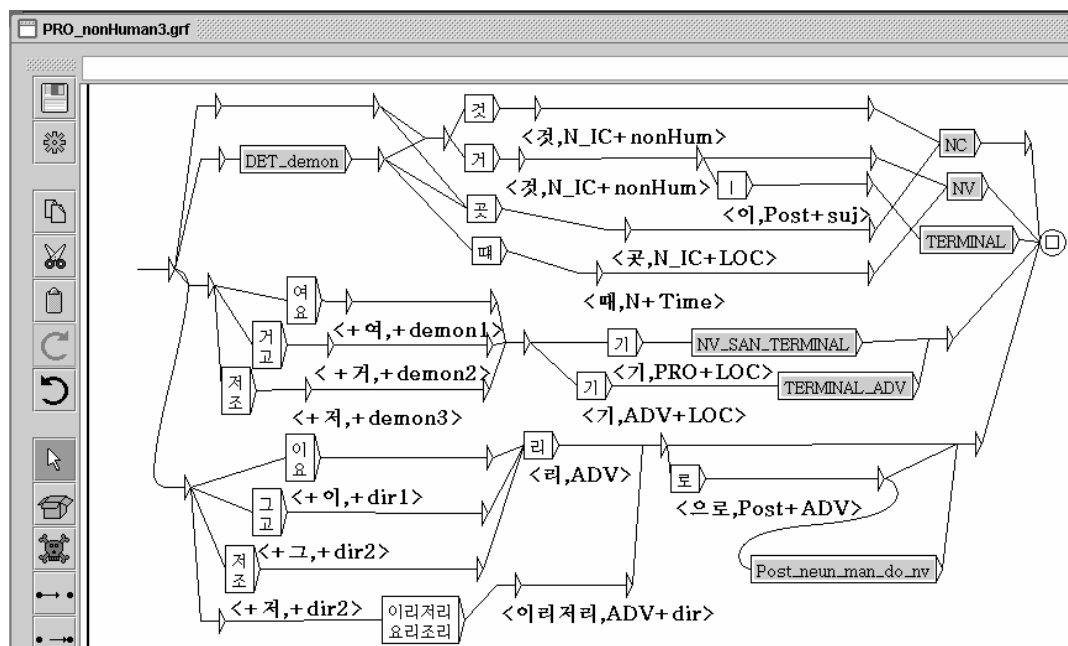 PRO_nonHuman3.grf
것
<것,N_IC+nonHum>
NC
DET_demon
거
<것,N_IC+nonHum>
ㅣ
NV
곳
<이,Post+suj>
TERMINAL
때
<곳,N_IC+LOC>
<때,N+Time>
여
요
<+여,+demon1>
거
고
<+거,+demon2>
기
NV_SAN_TERMINAL
<기,PRO+LOC>
저
조
<+저,+demon3>
기
TERMINAL_ADV
<기,ADV+LOC>
이
요
<+이,+dir1>
리
<리,ADV>
그
고
<+그,+dir2>
로
<으로,Post+ADV>
저
조
<+저,+dir2>
Post_neun_man_do_nv
이리저리
요리조리
<이리저리,ADV+dir>